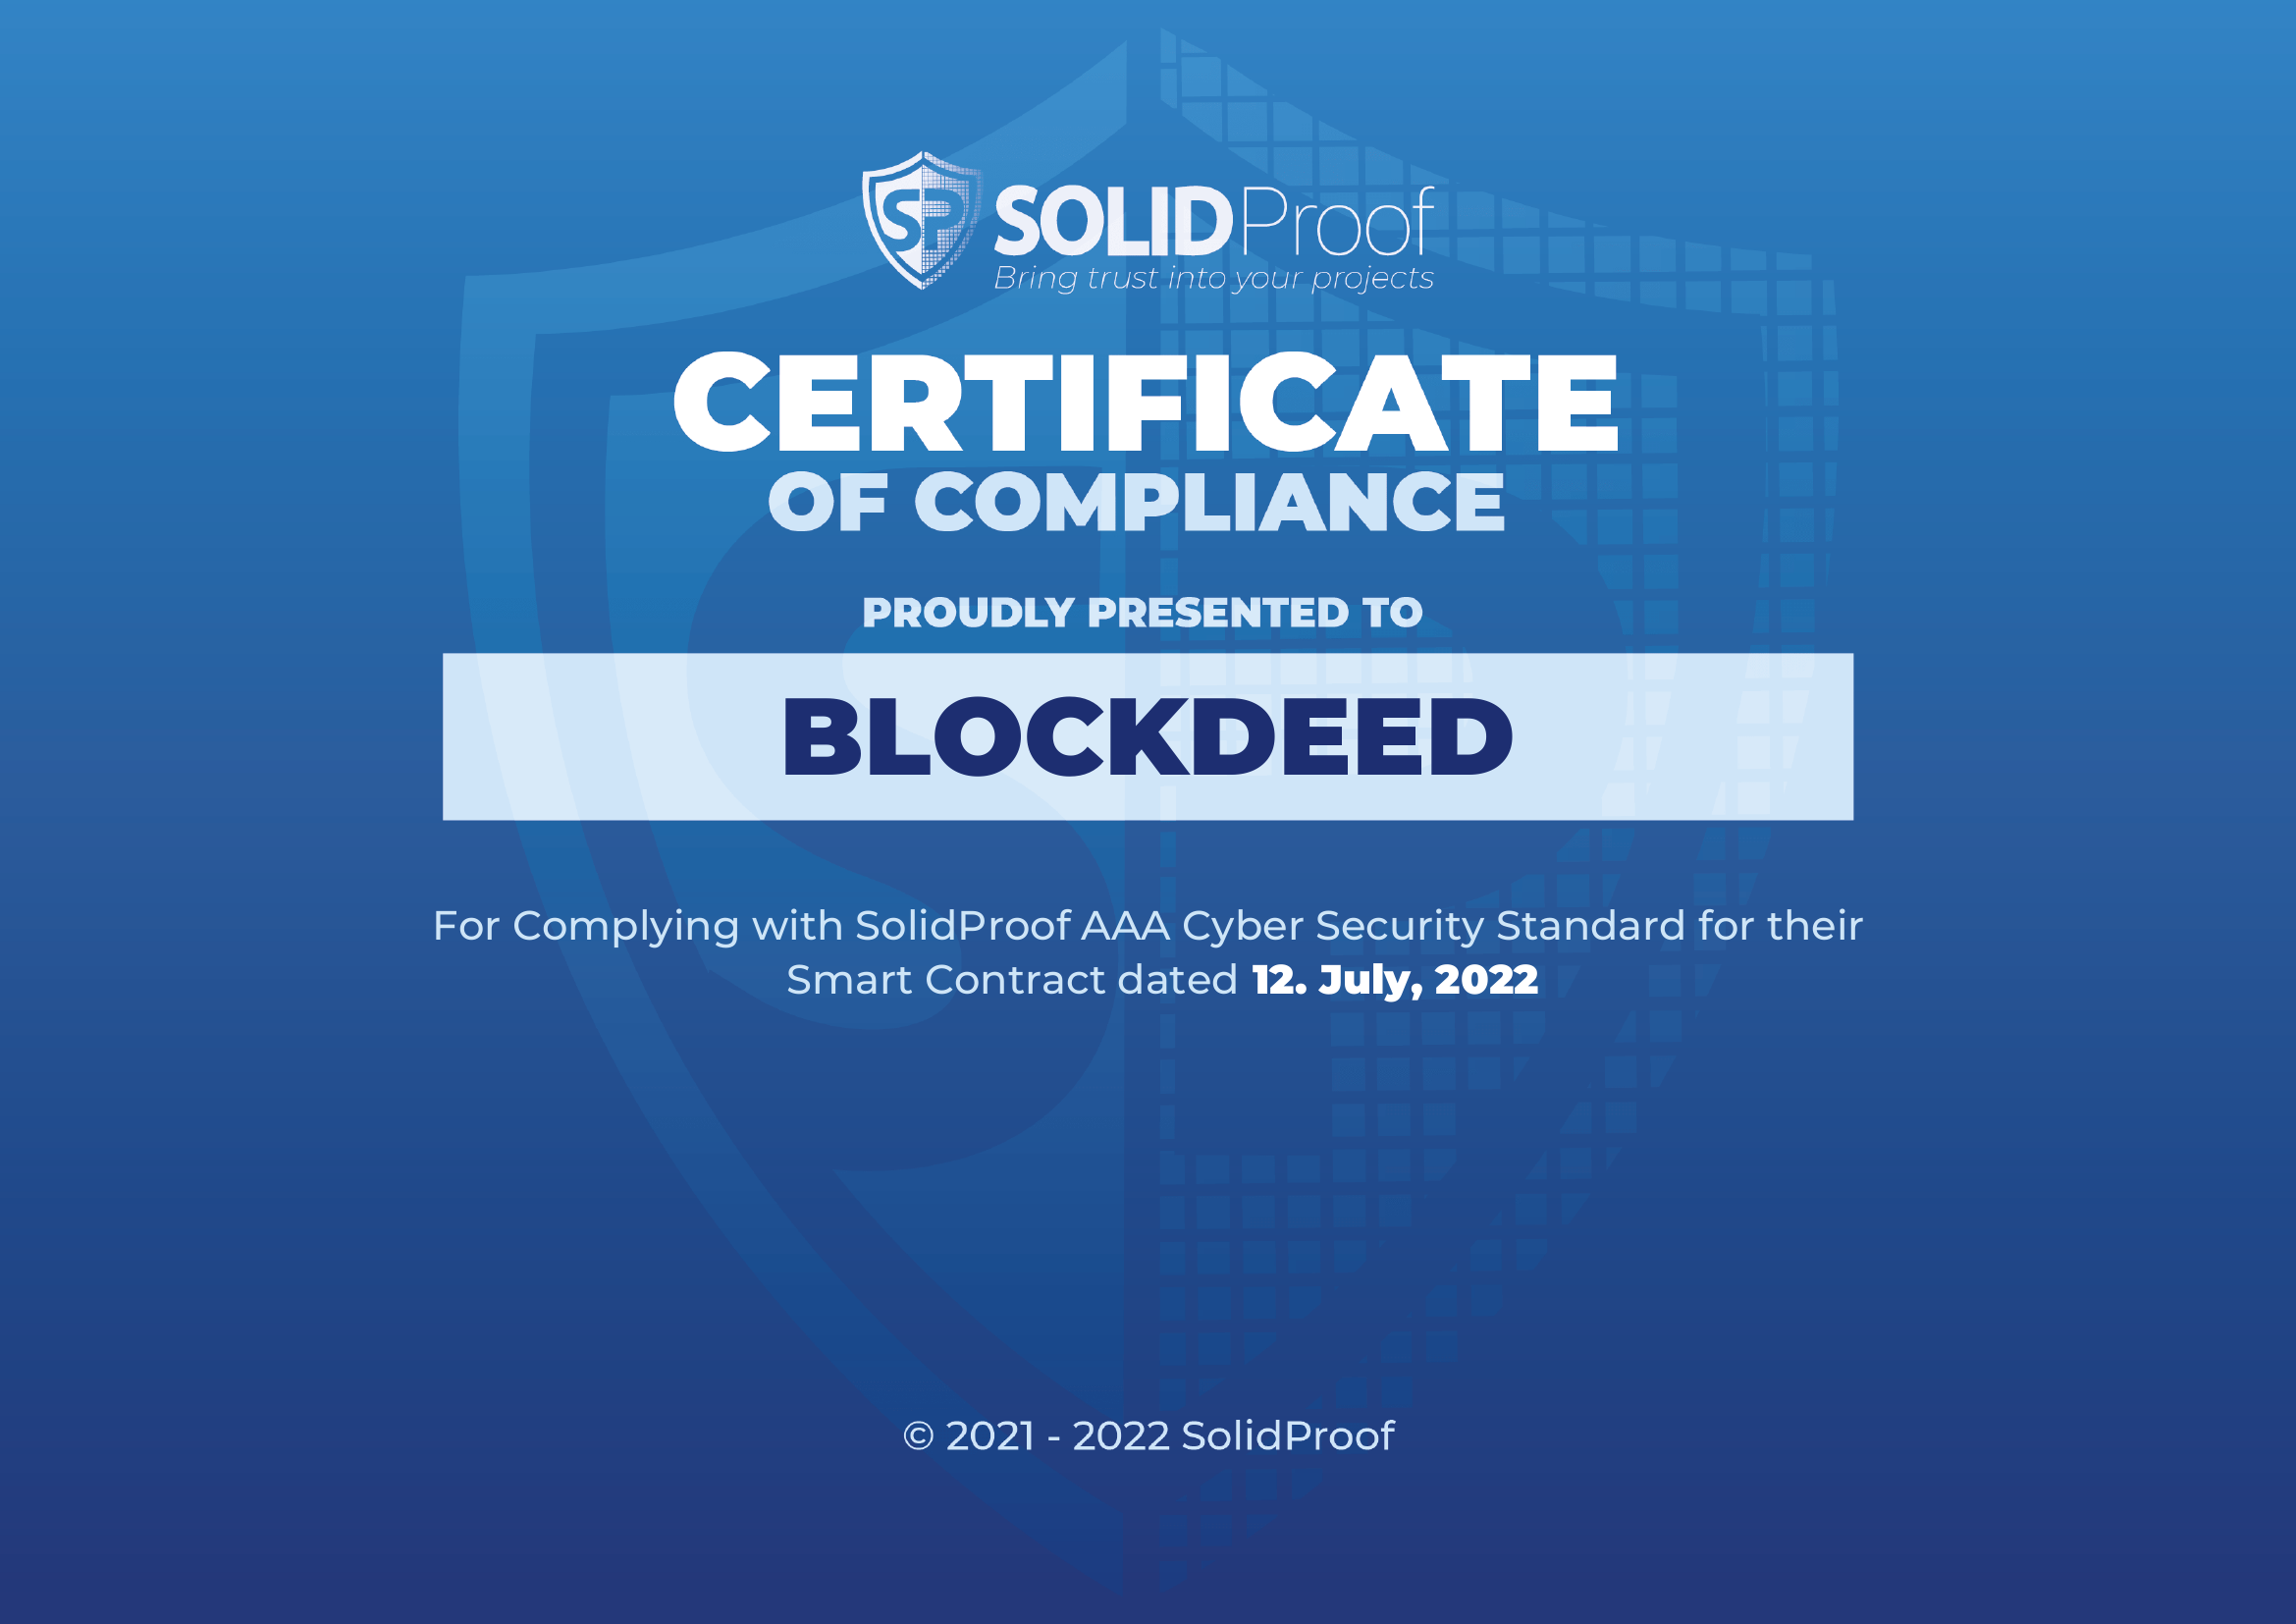 SP SOLIDProof
Bring trust into your projects
CERTIFICATE
OF COMPLIANCE
PROUDLY PRESENTED TO
BLOCKDEED
For Complying with SolidProof AAA Cyber Security Standard for their
Smart Contract dated 12. July, 2022
© 2021 - 2022 SolidProof